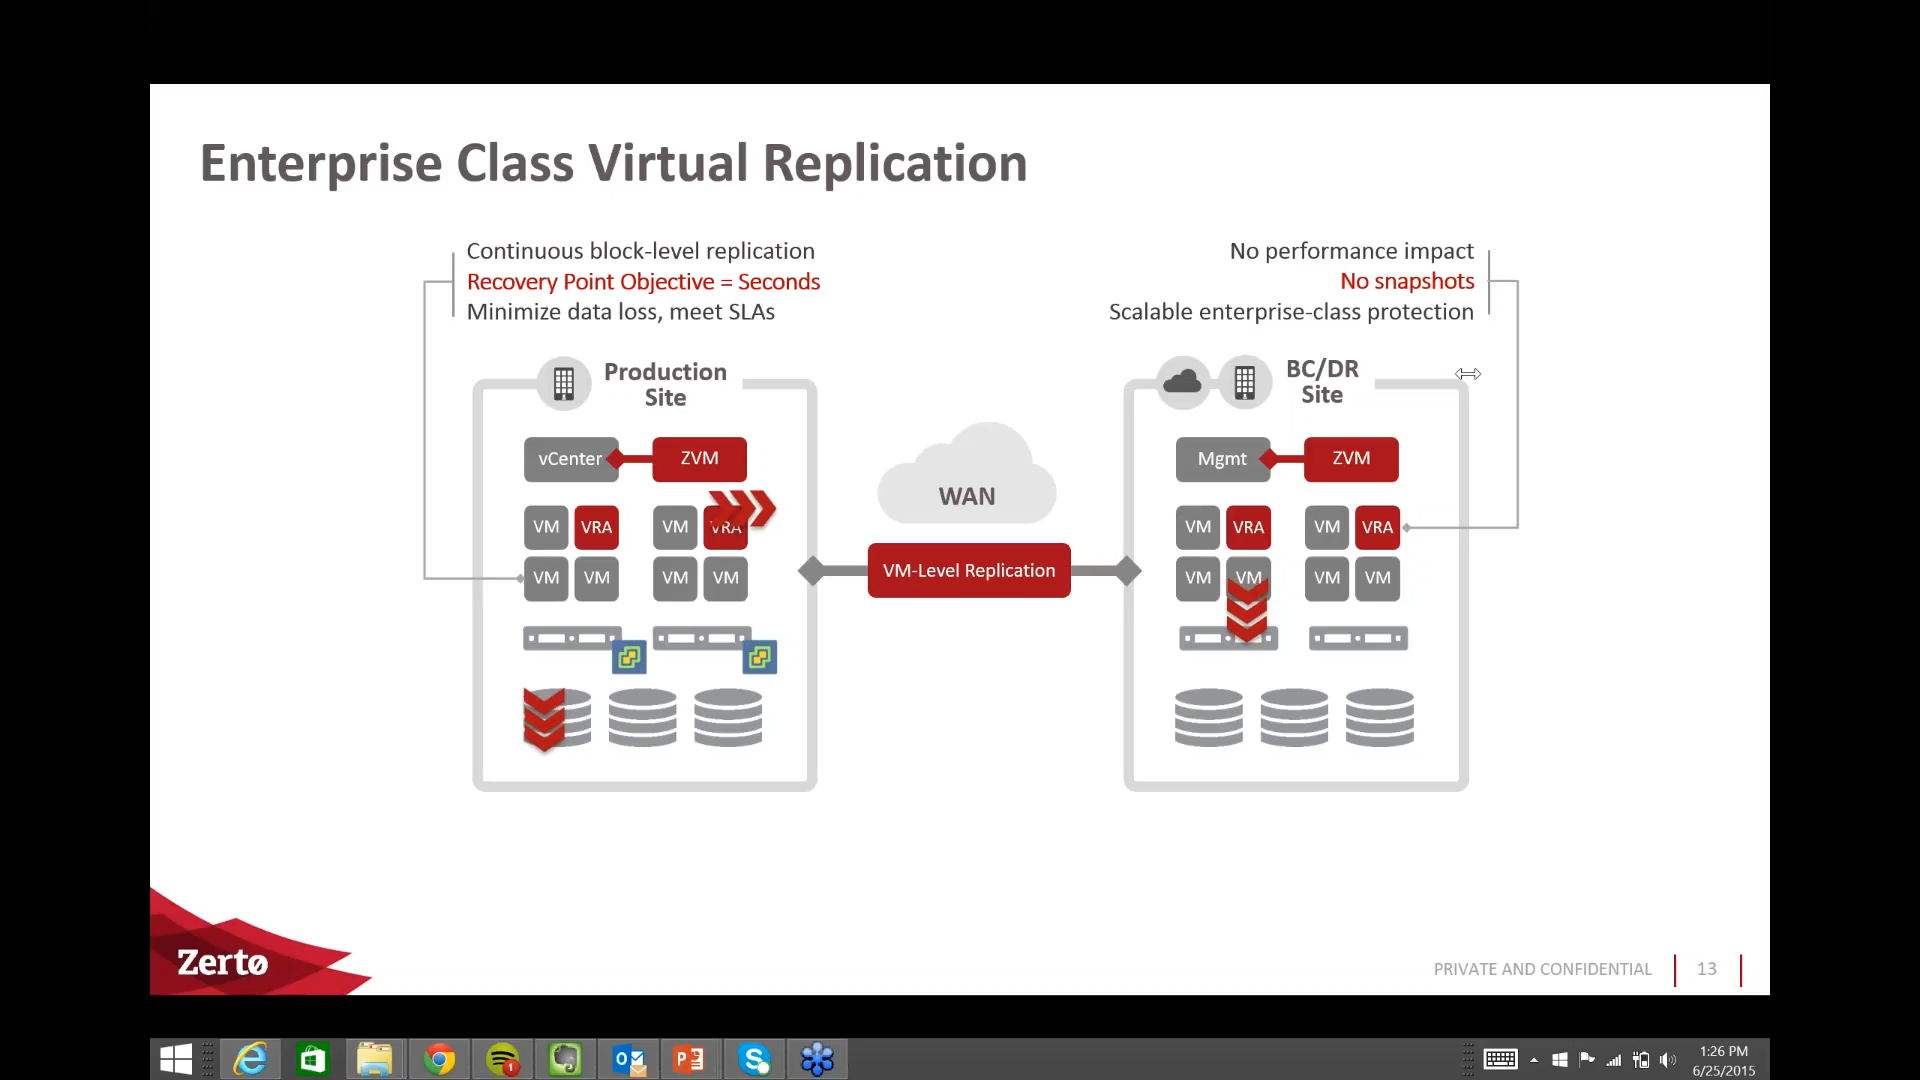 Enterprise Class Virtual Replication
Continuous block-level replication
Recovery Point Objective = Seconds
Minimize data loss, meet SLAs
No performance impact
No snapshots
Scalable enterprise-class protection
Production
Site
vCenter
ZVM
VM
VRA
VM
VRA
VM
VM
VM
VM
WAN
VM-Level Replication
BC/DR
Site
Mgmt
ZVM
VM
VRA
VM
VRA
VM
VM
VM
VM
Zertø
PRIVATE AND CONFIDENTIAL
13
1
1:26 PM
6/25/2015